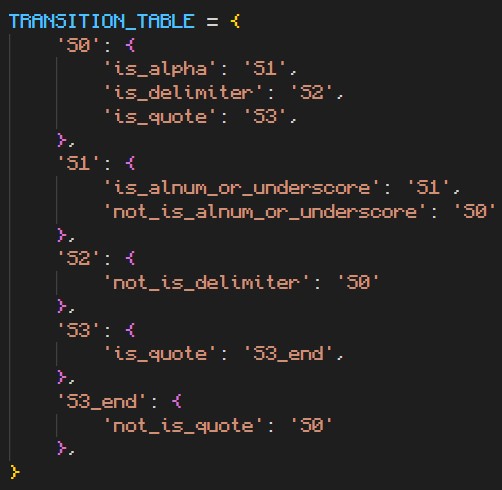 TRANSITION_TABLE = {
    'S0': {
        'is_alpha': 'S1',
        'is_delimiter': 'S2',
        'is_quote': 'S3',
    },
    'S1': {
        'is_alnum_or_underscore': 'S1',
        'not_is_alnum_or_underscore': 'S0'
    },
    'S2': {
        'not_is_delimiter': 'S0'
    },
    'S3': {
        'is_quote': 'S3_end',
    },
    'S3_end': {
        'not_is_quote': 'S0'
    },
}